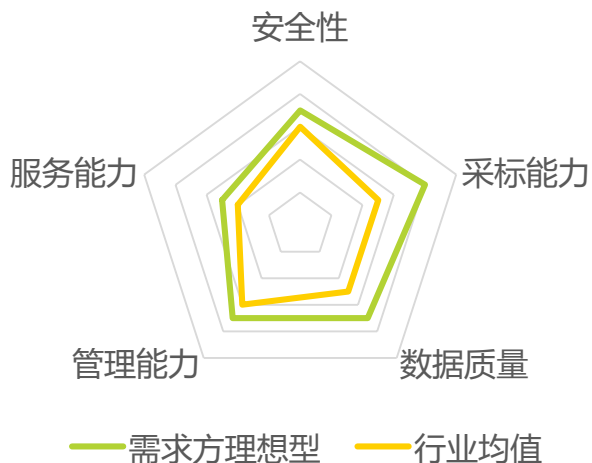 安全性
服务能力
采标能力
管理能力
数据质量
需求方理想型
行业均值